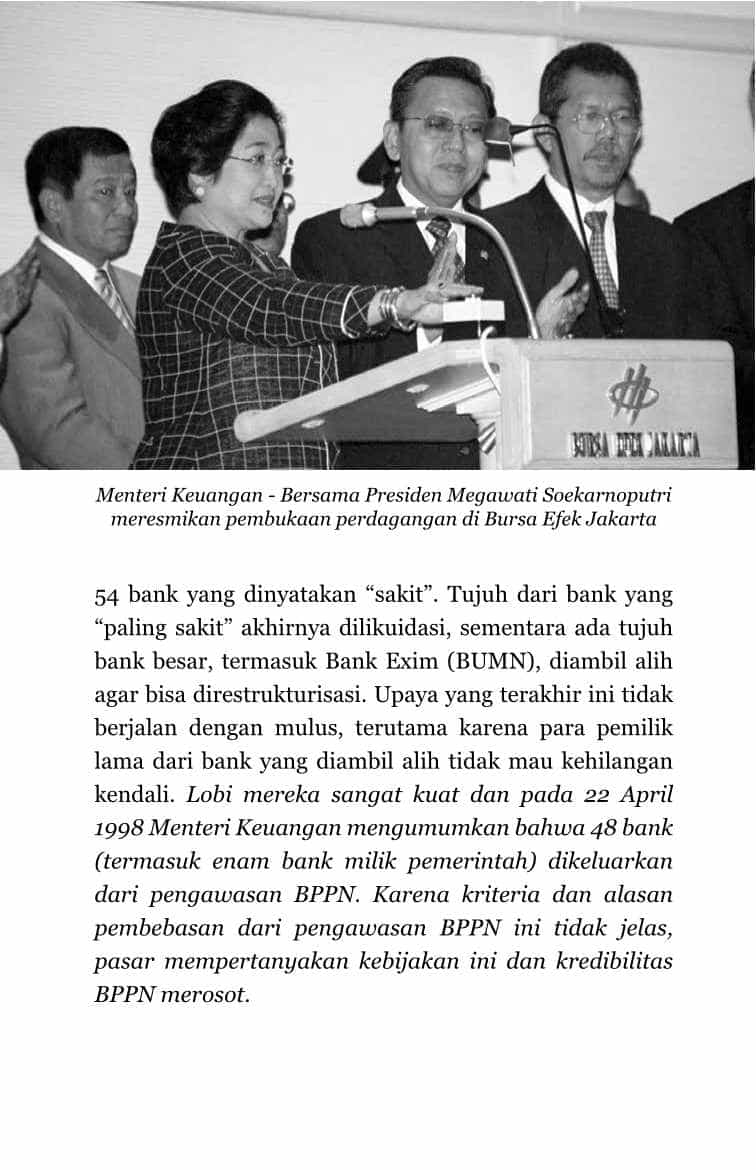 BURSA EFEK JAKARTA
Menteri Keuangan - Bersama Presiden Megawati Soekarnoputri
meresmikan pembukaan perdagangan di Bursa Efek Jakarta
54 bank yang dinyatakan “sakit”. Tujuh dari bank yang
“paling sakit” akhirnya dilikuidasi, sementara ada tujuh
bank besar, termasuk Bank Exim (BUMN), diambil alih
agar bisa direstrukturisasi. Upaya yang terakhir ini tidak
berjalan dengan mulus, terutama karena para pemilik
lama dari bank yang diambil alih tidak mau kehilangan
kendali. Lobi mereka sangat kuat dan pada 22 April
1998 Menteri Keuangan mengumumkan bahwa 48 bank
(termasuk enam bank milik pemerintah) dikeluarkan
dari pengawasan BPPN. Karena kriteria dan alasan
pembebasan dari pengawasan BPPN ini tidak jelas,
pasar mempertanyakan kebijakan ini dan kredibilitas
BPPN merosot.